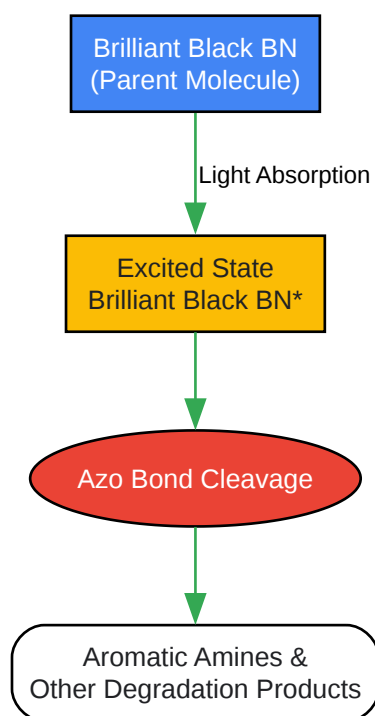 Brilliant Black BN
(Parent Molecule)
Light Absorption
Excited State
Brilliant Black BN*
Azo Bond Cleavage
Aromatic Amines &
Other Degradation Products